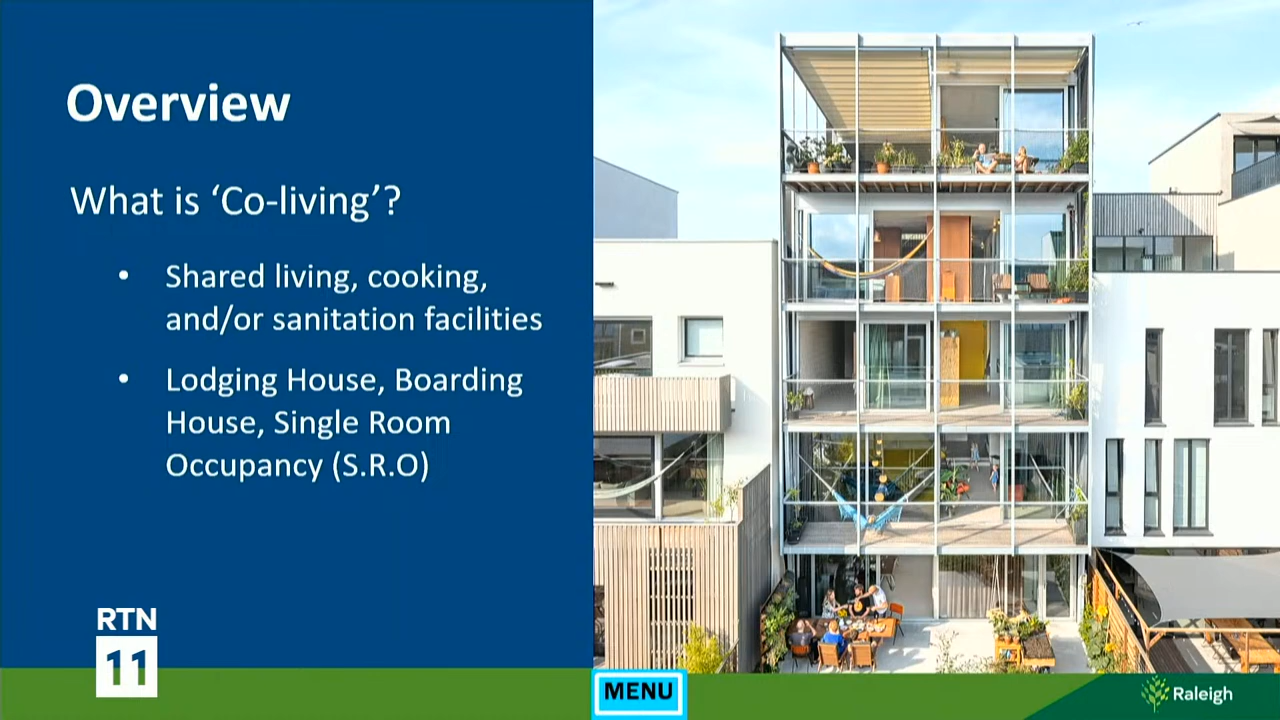 Overview
What is ‘Co-living’?
• Shared living, cooking,
and/or sanitation facilities
• Lodging House, Boarding
House, Single Room
Occupancy (S.R.O)
RTN
11
MENU
Raleigh